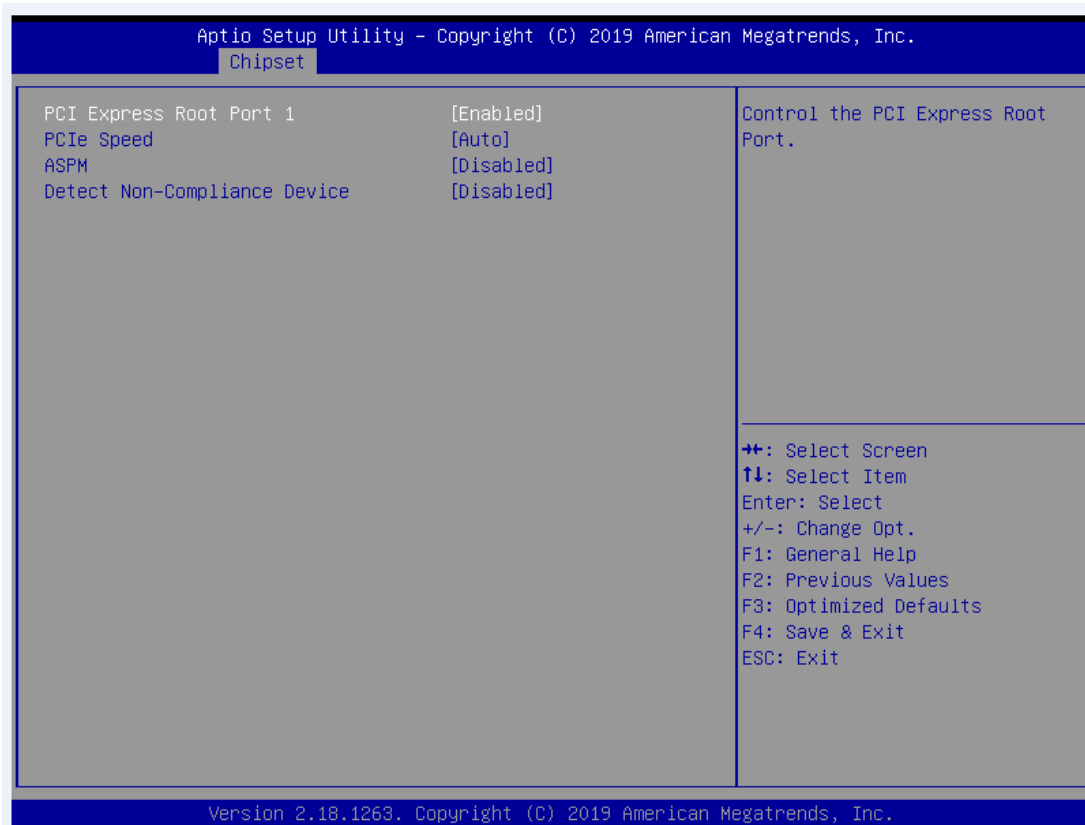 Aptio Setup Utility – Copyright (C) 2019 American Megatrends, Inc.
Chipset
PCI Express Root Port 1 [Enabled]
PCIe Speed [Auto]
ASPM [Disabled]
Detect Non-Compliance Device [Disabled]
Control the PCI Express Root
Port.
→←: Select Screen
↑↓: Select Item
Enter: Select
+/-: Change Opt.
F1: General Help
F2: Previous Values
F3: Optimized Defaults
F4: Save & Exit
ESC: Exit
Version 2.18.1263. Copyright (C) 2019 American Megatrends, Inc.